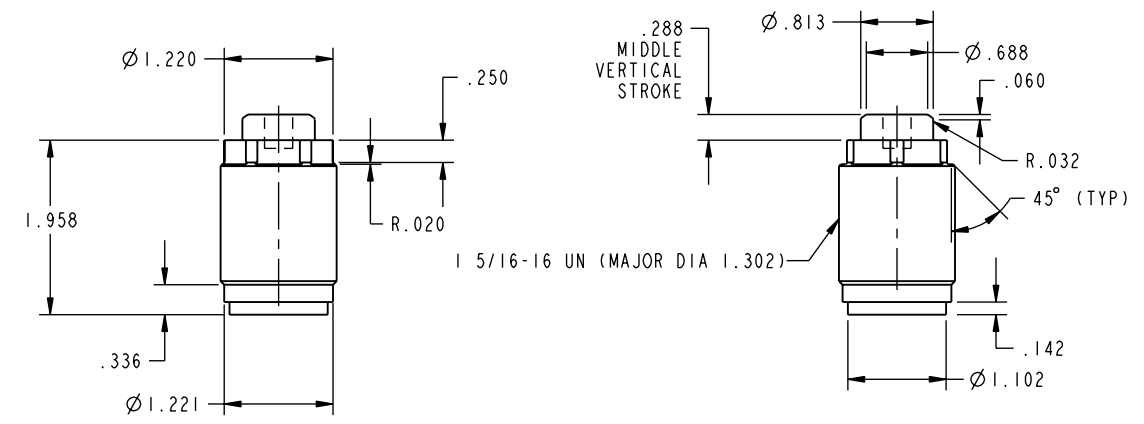 Ø1.220
.250
1.958
R.020
.336
Ø1.221
.288
MIDDLE
VERTICAL
STROKE
Ø.813
Ø.688
.060
R.032
45° (TYP)
1 5/16-16 UN (MAJOR DIA 1.302)
.142
Ø1.102